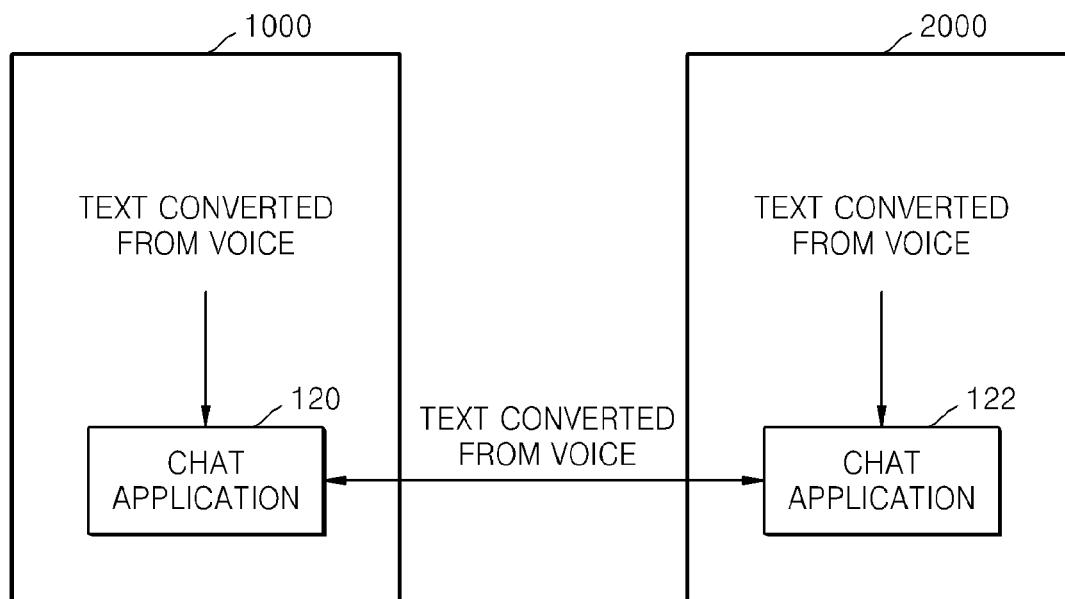 1000
2000
TEXT CONVERTED
FROM VOICE
TEXT CONVERTED
FROM VOICE
120
TEXT CONVERTED
FROM VOICE
122
CHAT
APPLICATION
CHAT
APPLICATION